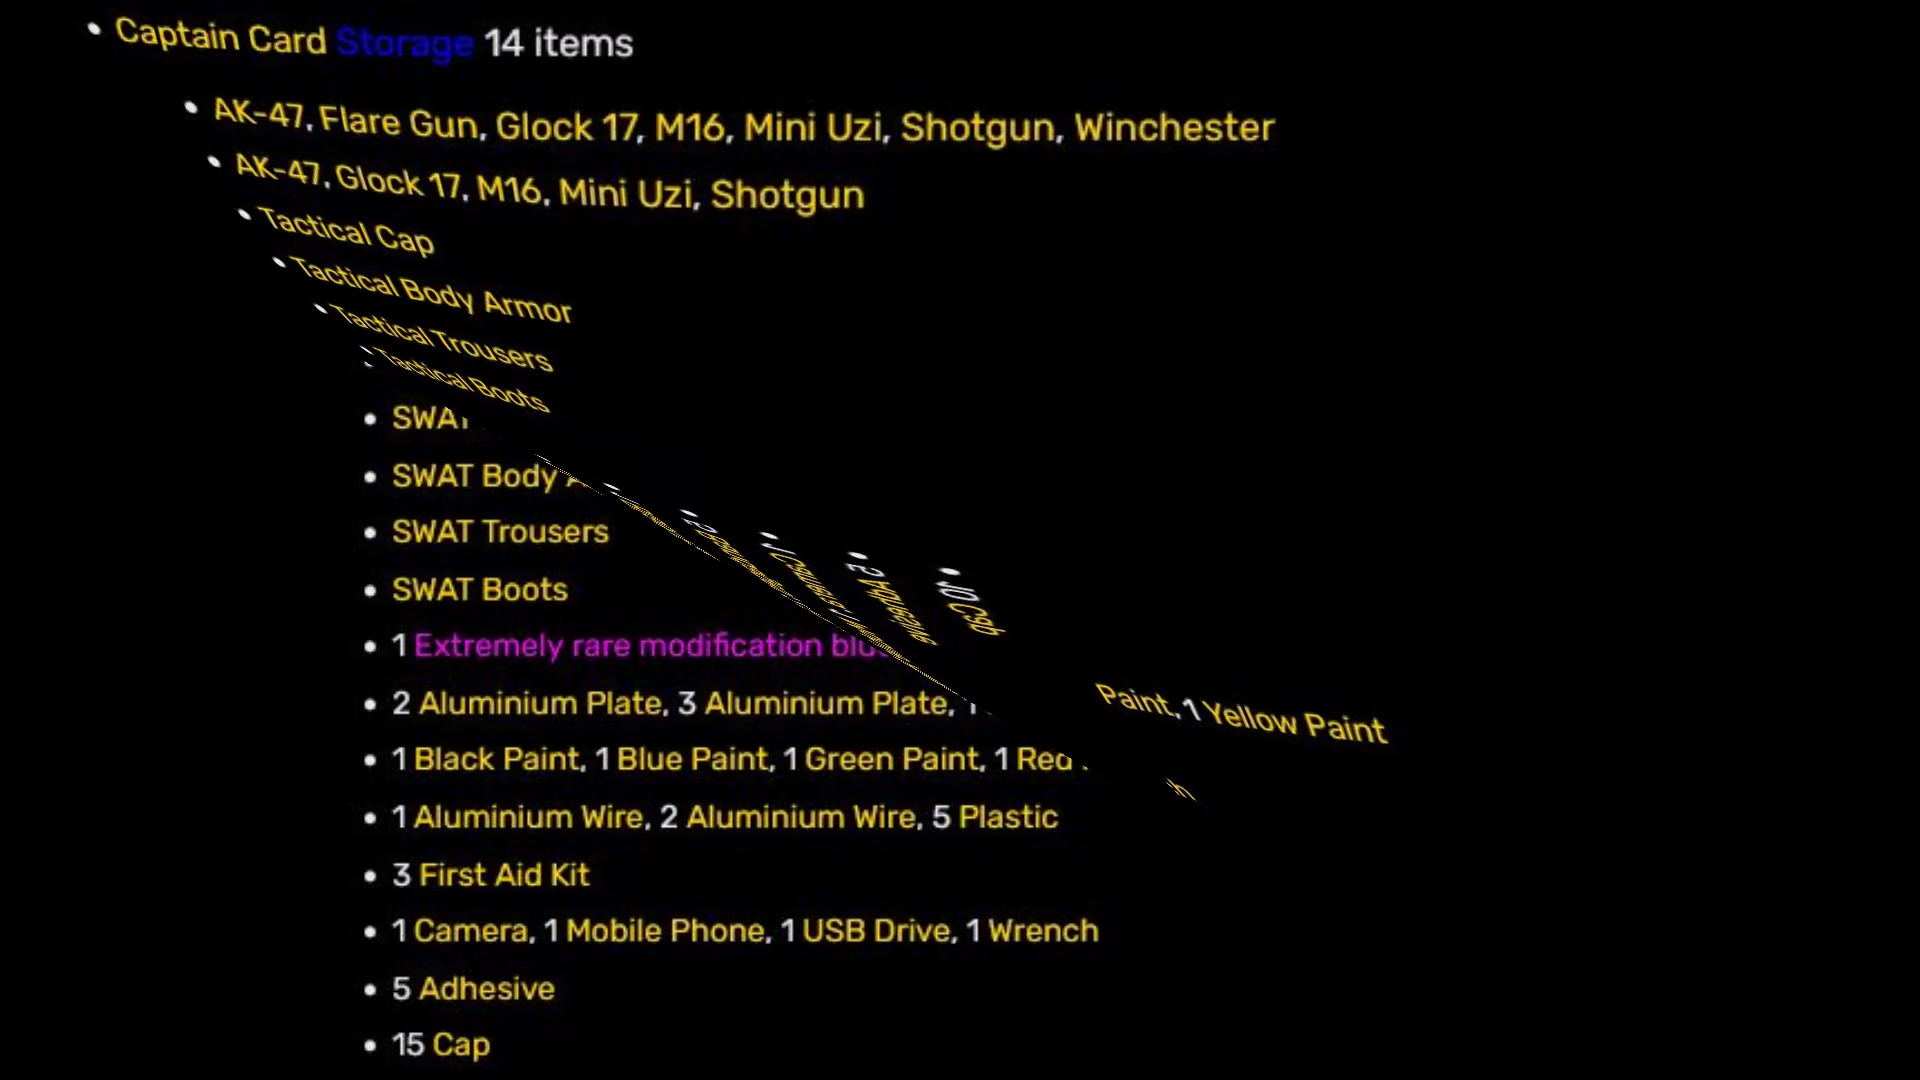 Captain Card Storage 14 items
AK-47, Flare Gun, Glock 17, M16, Mini Uzi, Shotgun, Winchester
AK-47, Glock 17, M16, Mini Uzi, Shotgun
Tactical Cap
Tactical Body Armor
Tactical Trousers
Tactical Boots
SWAT
SWAT Body
SWAT Trousers
SWAT Boots
1 Extremely rare modification
2 Aluminium Plate, 3 Aluminium Plate, 1
1 Black Paint, 1 Blue Paint, 1 Green Paint, 1 Red Paint, 1 Yellow Paint
1 Aluminium Wire, 2 Aluminium Wire, 5 Plastic
3 First Aid Kit
1 Camera, 1 Mobile Phone, 1 USB Drive, 1 Wrench
5 Adhesive
15 Cap